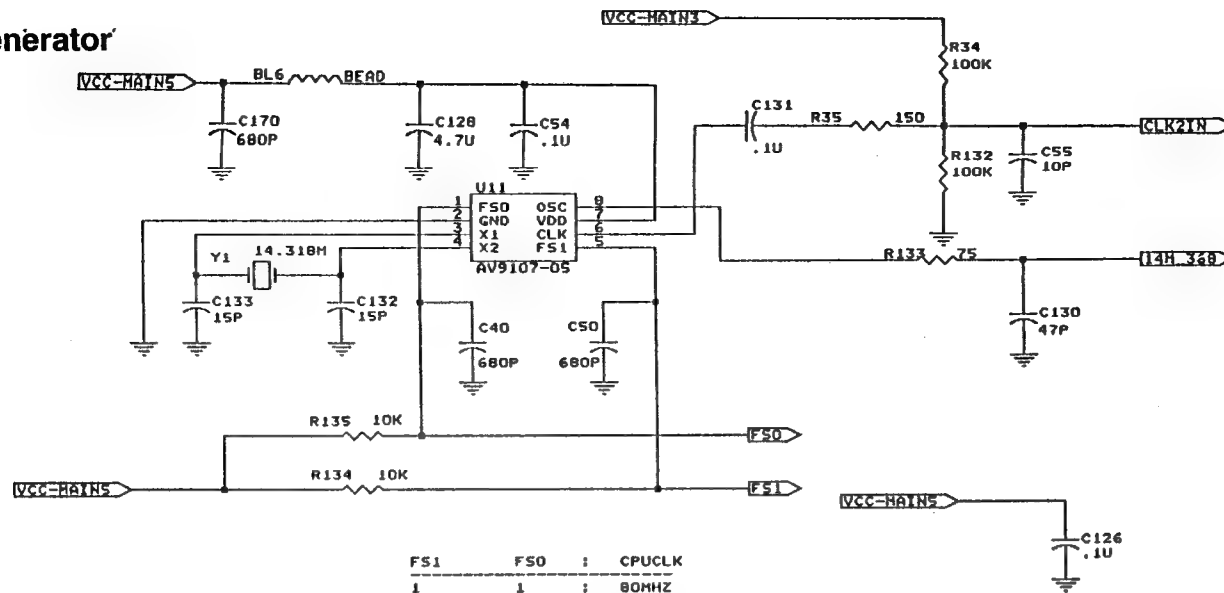 enerator
VCC-MAIN3
R34
100K
VCC-MAIN5
BL6
BEAD
C170
680P
C128
4.7U
C54
.1U
C131
.1U
R35
150
CLK2IN
R132
100K
C55
10P
U11
1 FS0 OSC 8
2 GND VDD 7
3 X1 CLK 6
4 X2 FS1 5
AV9107-05
Y1
14.318M
C133
15P
C132
15P
R133
75
14M_368
C130
47P
C40
680P
C50
680P
R135 10K
FS0
R134 10K
VCC-MAIN5
FS1
VCC-MAIN5
C126
.1U
FS1 FS0 : CPUCLK
1 1 : 80MHZ